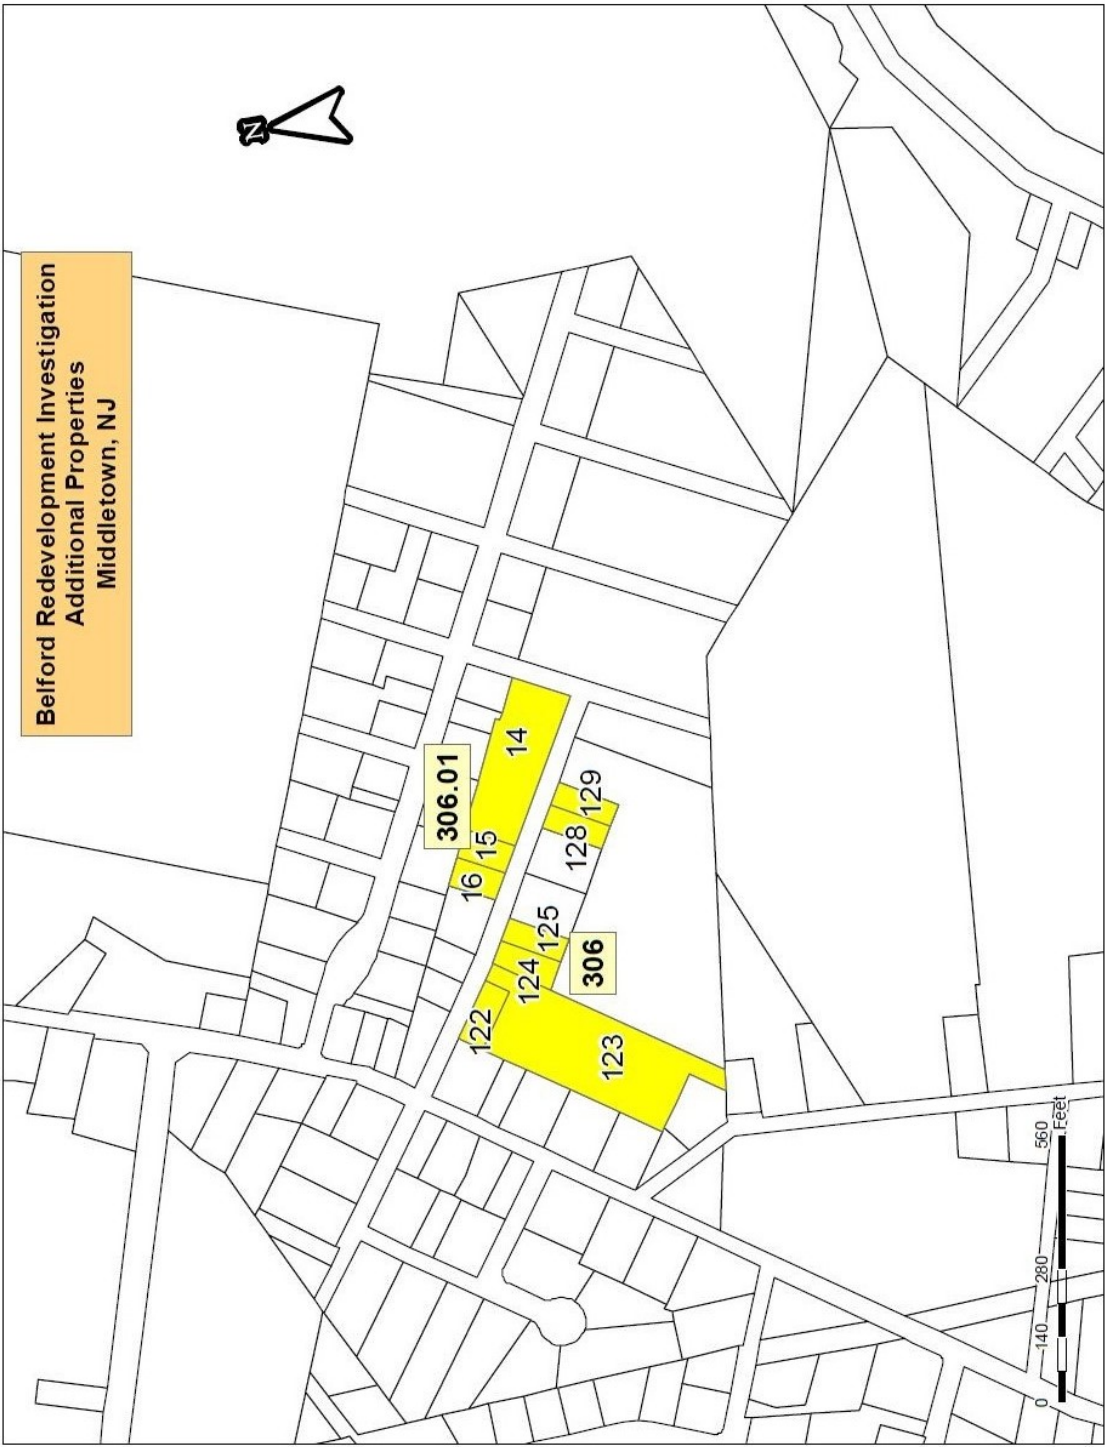 Belford Redevelopment Investigation
Additional Properties
Middletown, NJ
N
306.01
14
15
16
129
128
125
124
306
122
123
0 140 280 560
Feet